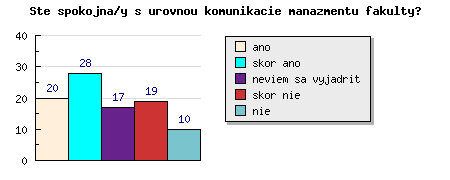 Ste spokojna/y s urovnou komunikacie manazmentu fakulty?
40
30
20
10
0
20
28
17
19
10
ano
skor ano
neviem sa vyjadrit
skor nie
nie